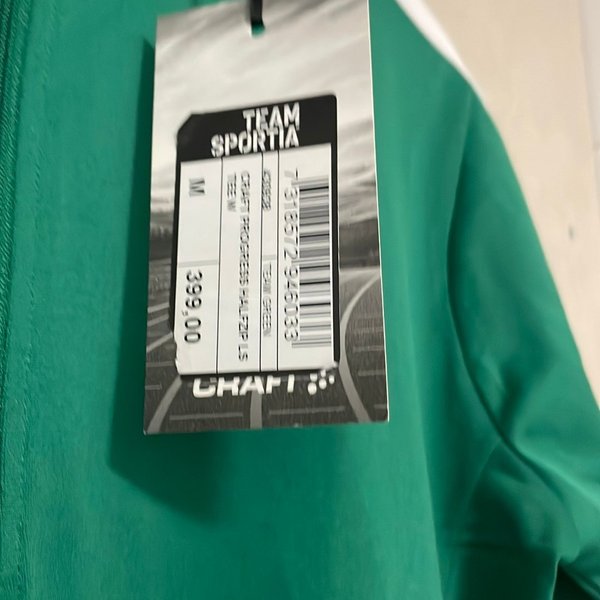 TEAM
SPORTIA
7318572946033
TEAM GREEN
CRAFT PROGRESS HALFZIP LS
TEE M/
M
399,00
CRAFT